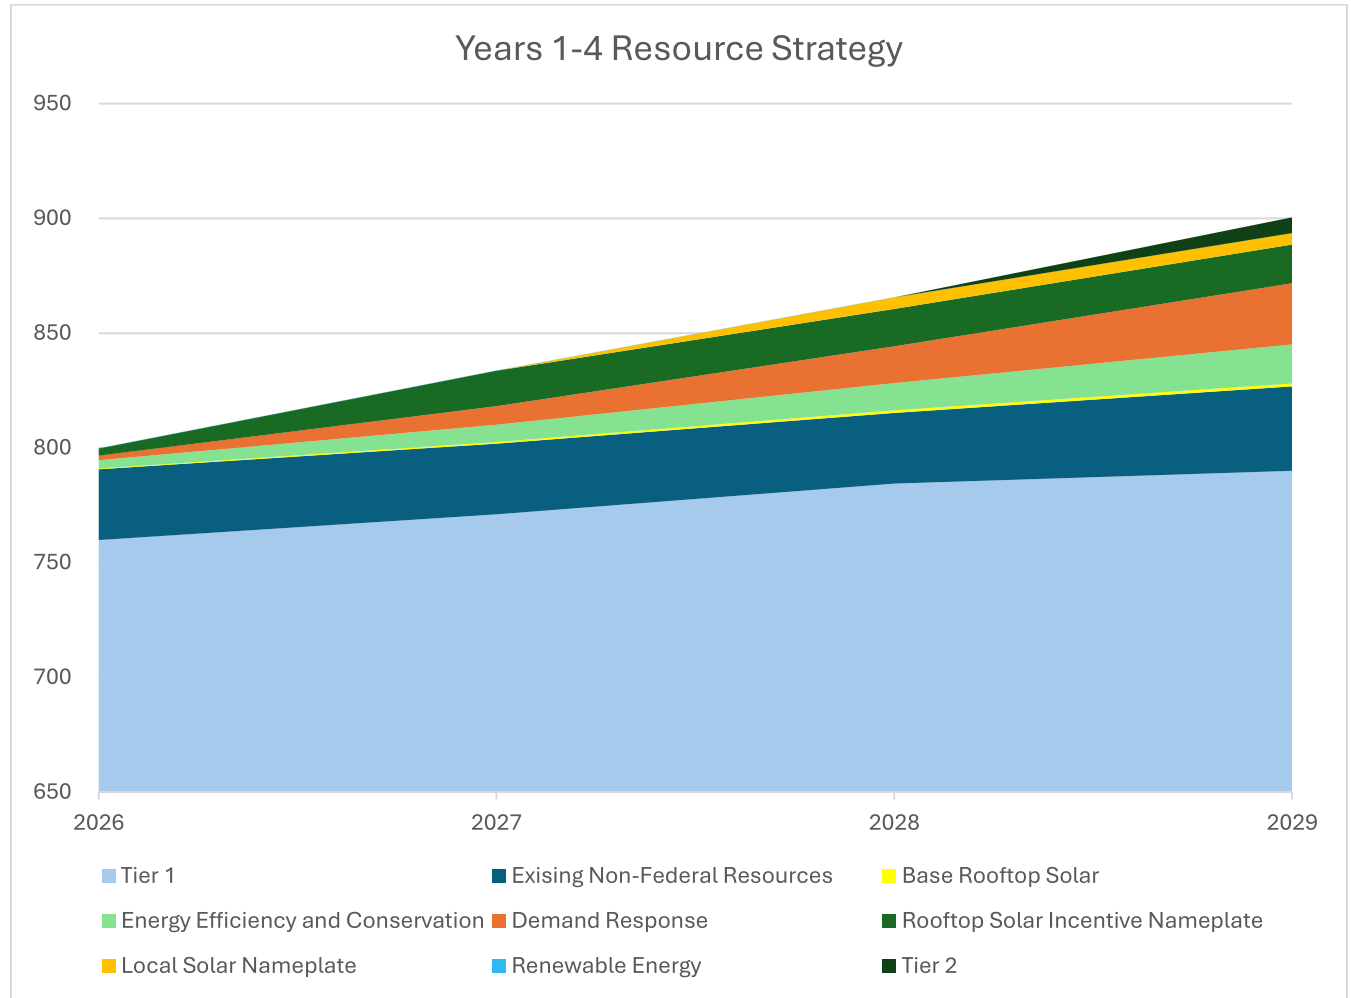 Years 1-4 Resource Strategy
950
900
850
800
750
700
650
2026 2027 2028 2029
Tier 1 Exising Non-Federal Resources Base Rooftop Solar
Energy Efficiency and Conservation Demand Response Rooftop Solar Incentive Nameplate
Local Solar Nameplate Renewable Energy Tier 2